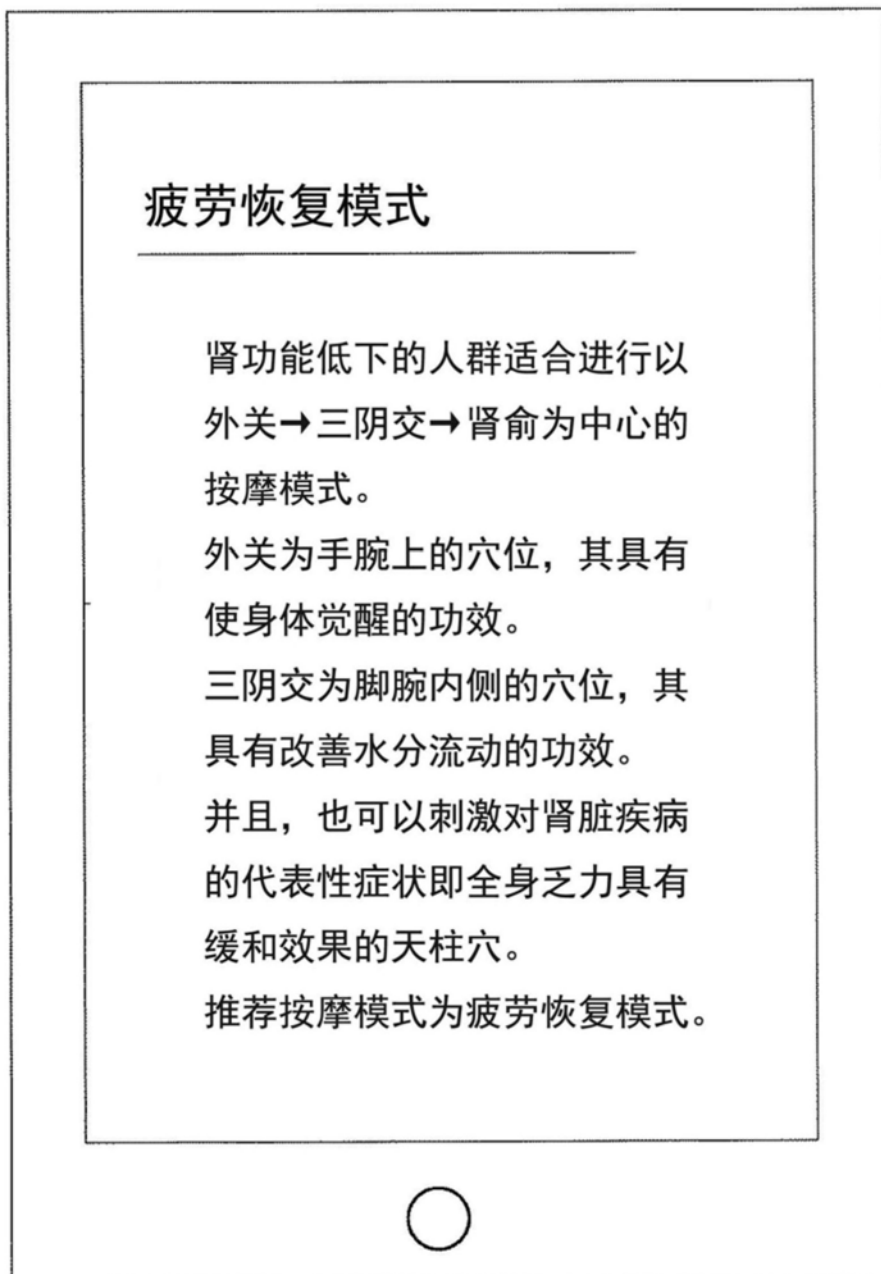 疲劳恢复模式
肾功能低下的人群适合进行以
外关→三阴交→肾俞为中心的
按摩模式。
外关为手腕上的穴位，其具有
使身体觉醒的功效。
三阴交为脚腕内侧的穴位，其
具有改善水分流动的功效。
并且，也可以刺激对肾脏疾病
的代表性症状即全身乏力具有
缓和效果的天柱穴。
推荐按摩模式为疲劳恢复模式。